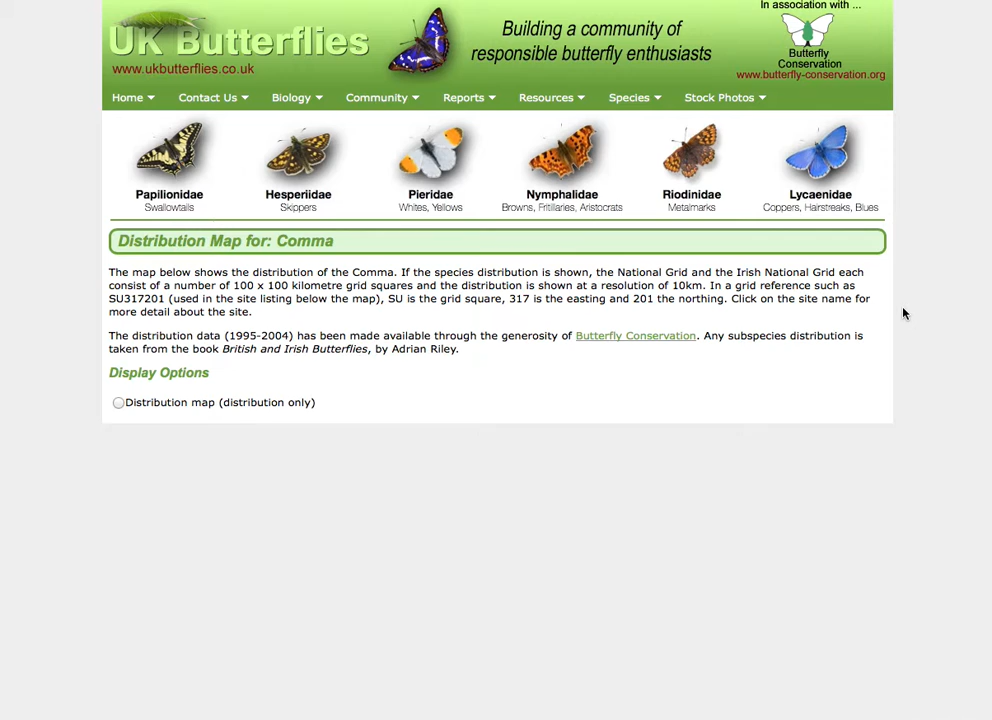 UK Butterflies
www.ukbutterflies.co.uk
Building a community of
responsible butterfly enthusiasts
In association with ...
Butterfly
Conservation
www.butterfly-conservation.org
Home Contact Us Biology Community Reports Resources Species Stock Photos
Papilionidae Hesperiidae Pieridae Nymphalidae Riodinidae Lycaenidae
Swallowtails Skippers Whites, Yellows Browns, Fritillaries, Aristocrats Metalmarks Coppers, Hairstreaks, Blues
Distribution Map for: Comma
The map below shows the distribution of the Comma. If the species distribution is shown, the National Grid and the Irish National Grid each
consist of a number of 100 x 100 kilometre grid squares and the distribution is shown at a resolution of 10km. In a grid reference such as
SU317201 (used in the site listing below the map), SU is the grid square, 317 is the easting and 201 the northing. Click on the site name for
more detail about the site.
The distribution data (1995-2004) has been made available through the generosity of Butterfly Conservation. Any subspecies distribution is
taken from the book British and Irish Butterflies, by Adrian Riley.
Display Options
Distribution map (distribution only)